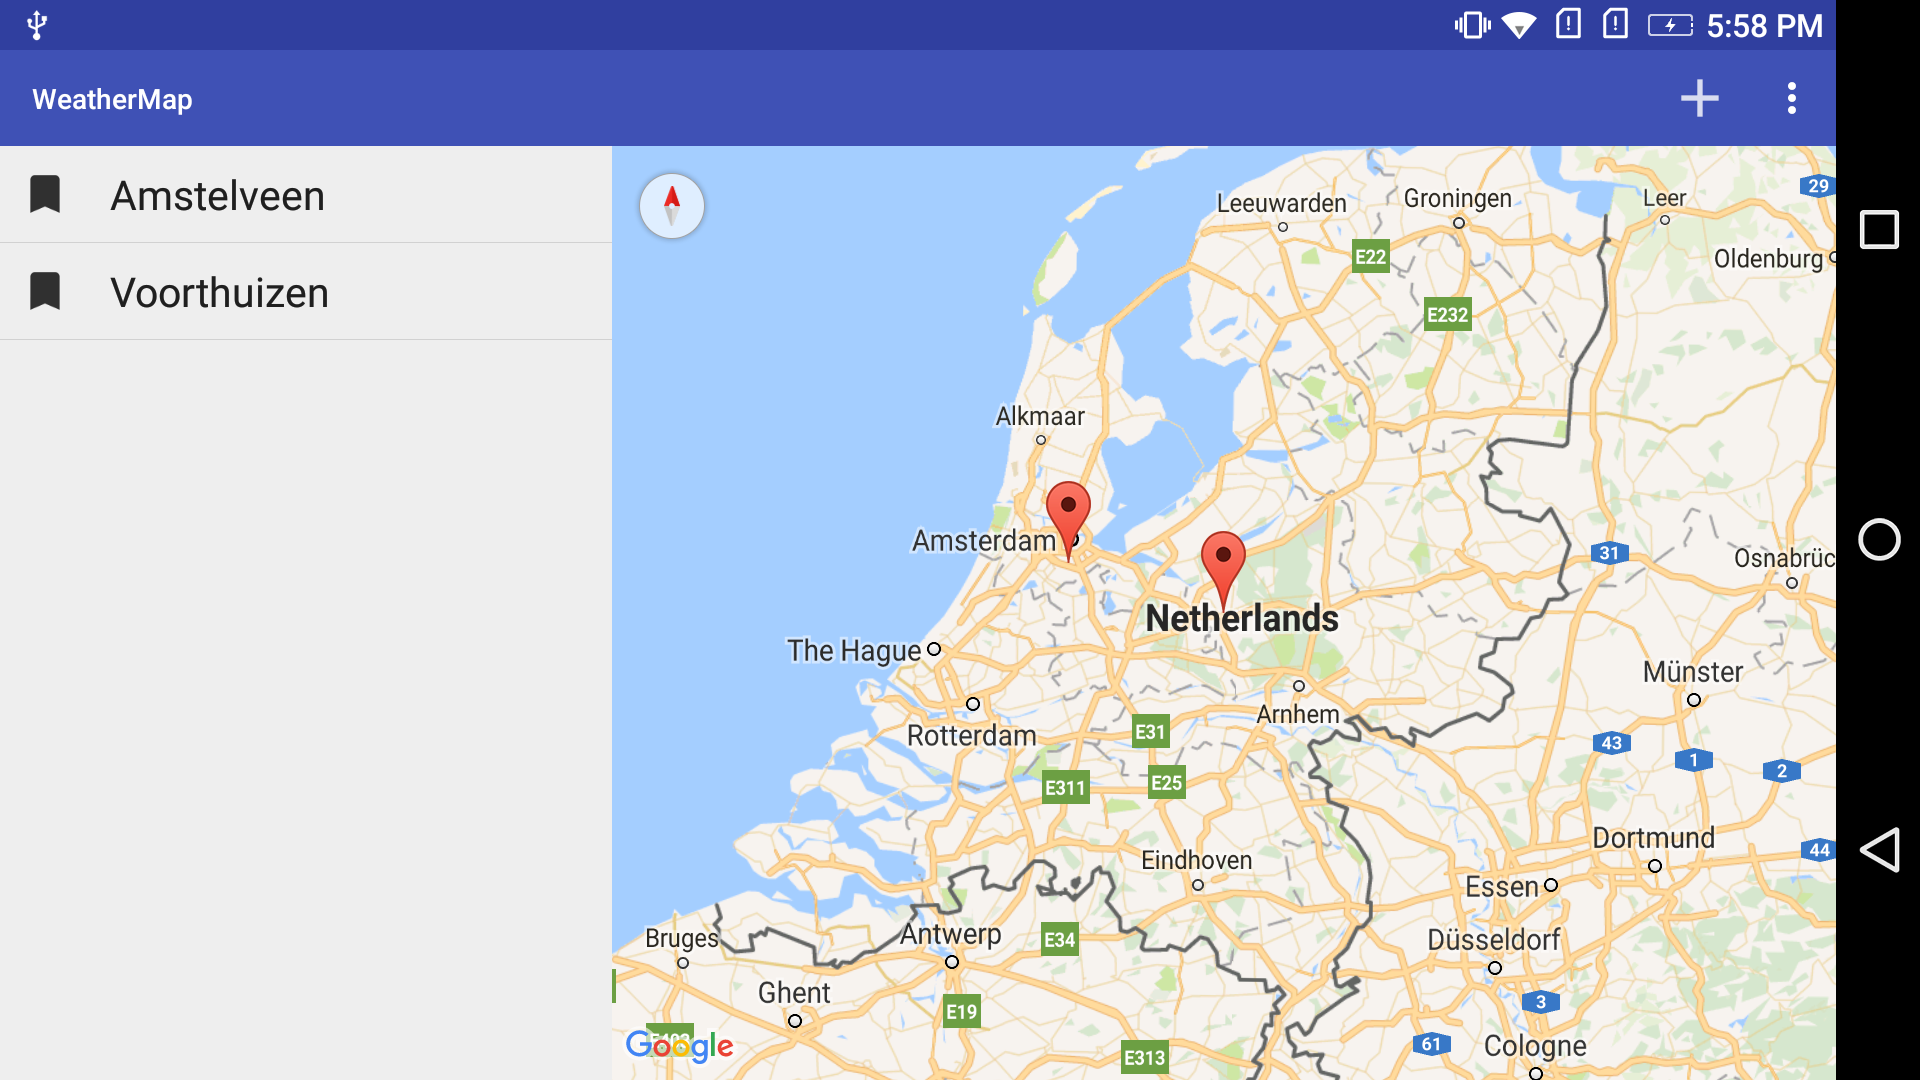 5:58 PM
WeatherMap
Amstelveen
Voorthuizen
Leeuwarden
Groningen
Leer
29
Oldenburg
E22
E232
Alkmaar
Amsterdam
31
Osnabrüc
Netherlands
The Hague
Münster
Arnhem
Rotterdam
E31
43
1
2
E311
E25
Dortmund
44
Eindhoven
Essen
Bruges
Antwerp
E34
Düsseldorf
Ghent
E19
3
Google
E313
61
Cologne